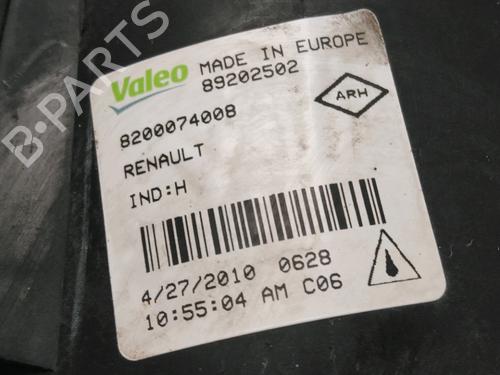 Valeo MADE IN EUROPE
89202502
ARH
8200074008
RENAULT
IND:H
4/27/2010 0628
10:55:04 AM C06
B-PARTS